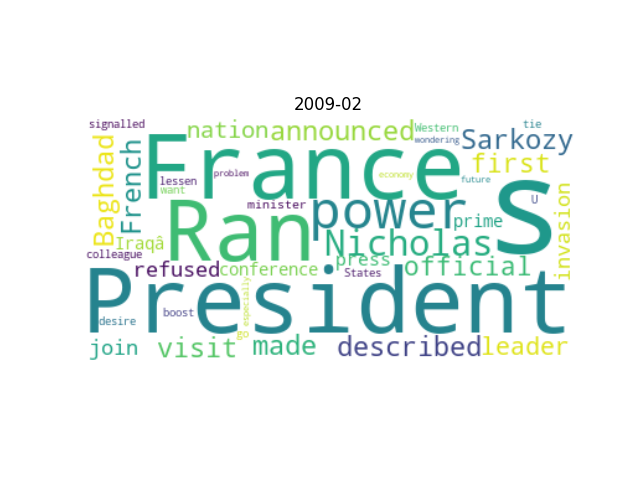 2009-02
signalled
nation
announced
Western
tie
wondering
Sarkozy
Baghdad
French
France
first
problem
economy
lessen
want
future
Ran
power
s
U
invasion
minister
prime
Iraqâ
Nicholas
colleague
refused
conference
press
States
official
President
especially
boost
desire
go
join
visit
made
described
leader